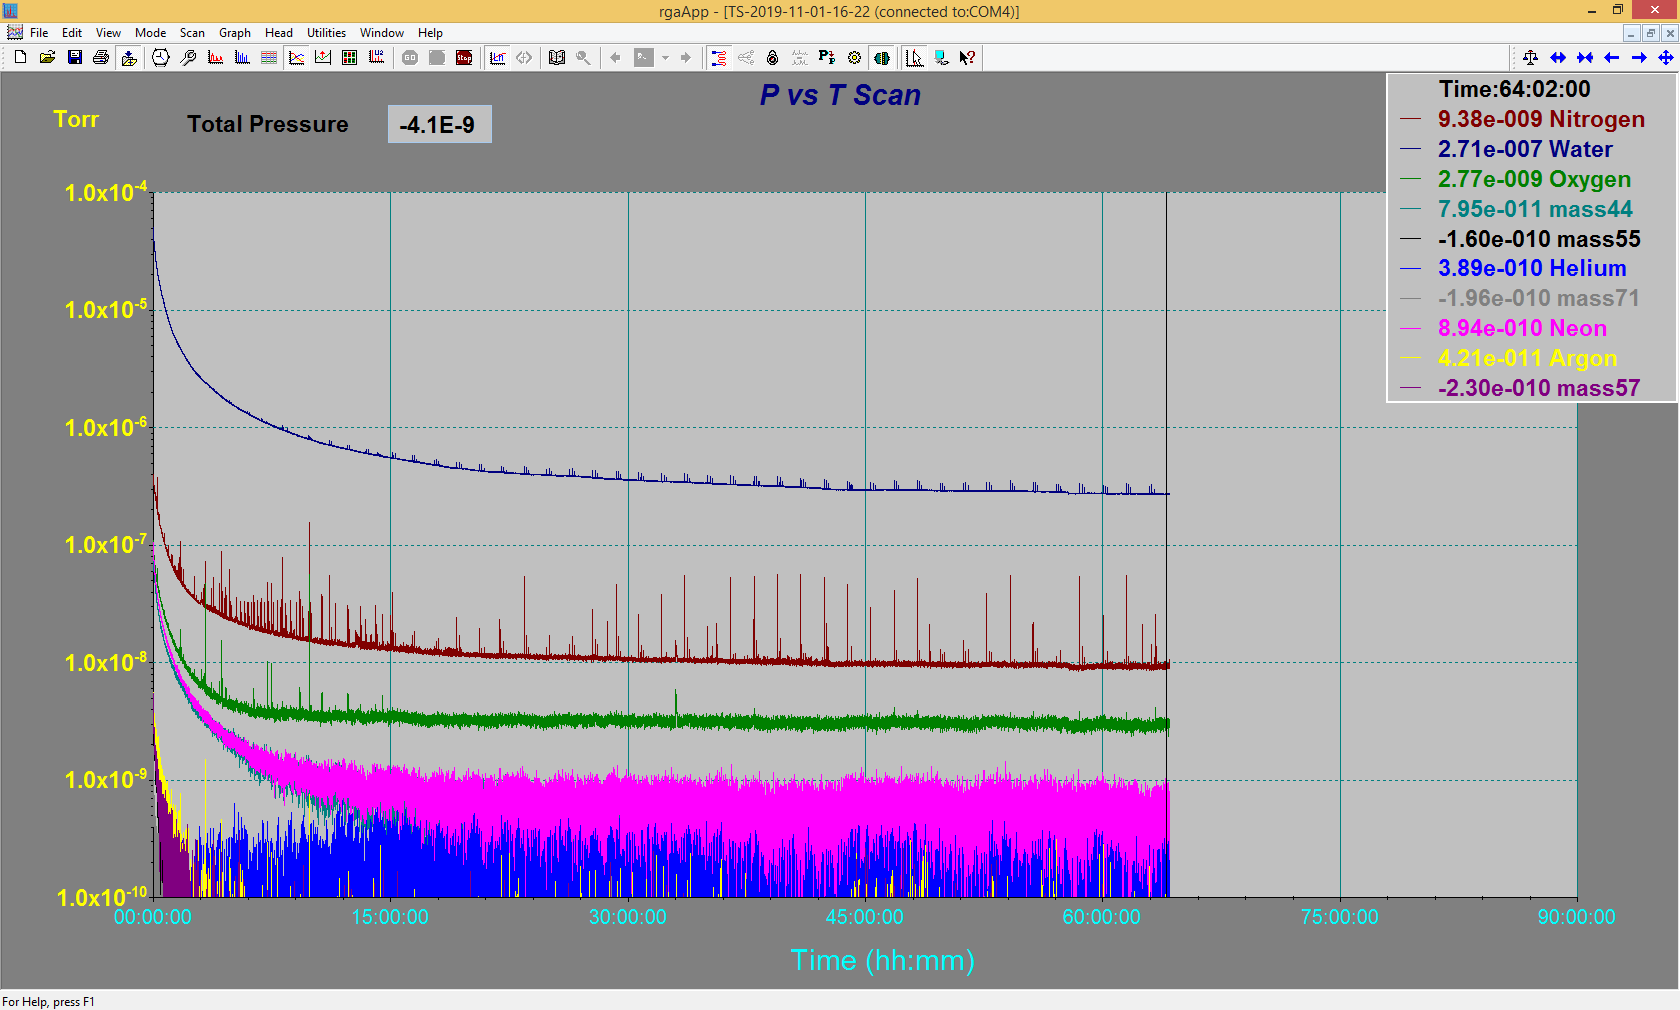 rgaApp - [TS-2019-11-01-16-22 (connected to:COM4)]
File Edit View Mode Scan Graph Head Utilities Window Help
GO Stop
P vs T Scan
Torr
Total Pressure -4.1E-9
Time:64:02:00
9.38e-009 Nitrogen
2.71e-007 Water
2.77e-009 Oxygen
7.95e-011 mass44
-1.60e-010 mass55
3.89e-010 Helium
-1.96e-010 mass71
8.94e-010 Neon
4.21e-011 Argon
-2.30e-010 mass57
1.0x10-4
1.0x10-5
1.0x10-6
1.0x10-7
1.0x10-8
1.0x10-9
1.0x10-10
00:00:00 15:00:00 30:00:00 45:00:00 60:00:00 75:00:00 90:00:00
Time (hh:mm)
For Help, press F1